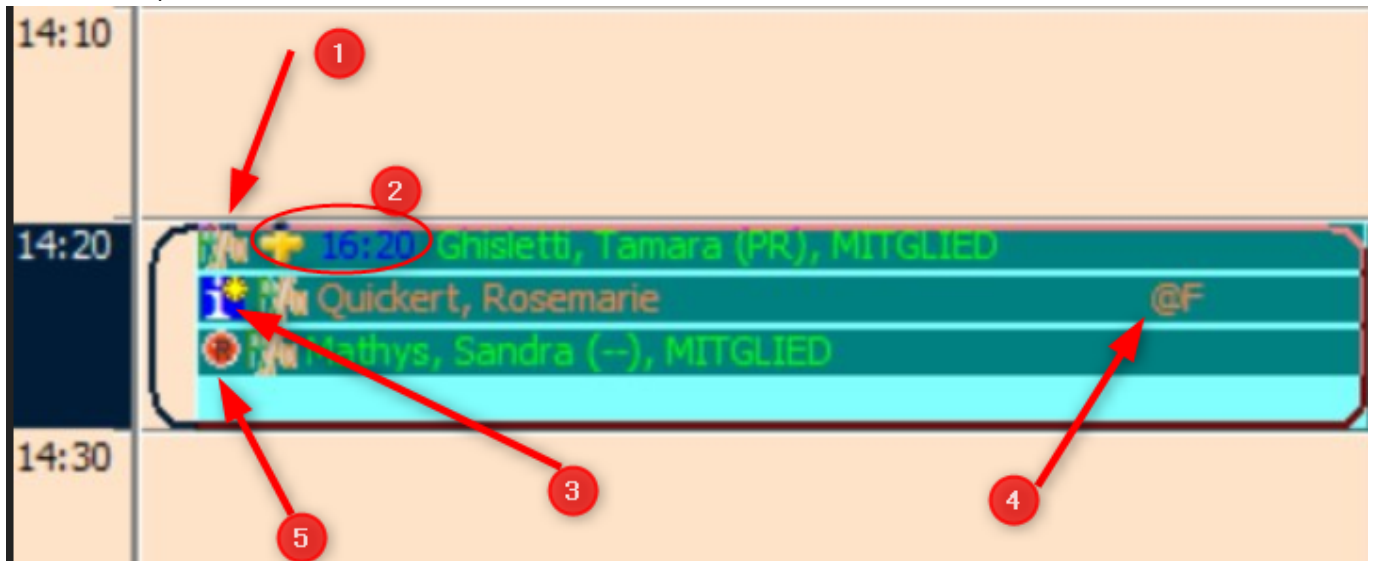 14:10
1
2
14:20
16:20 Ghisletti, Tamara (PR), MITGLIED
i Quickert, Rosemarie @F
R Mathys, Sandra (--), MITGLIED
14:30
3
4
5